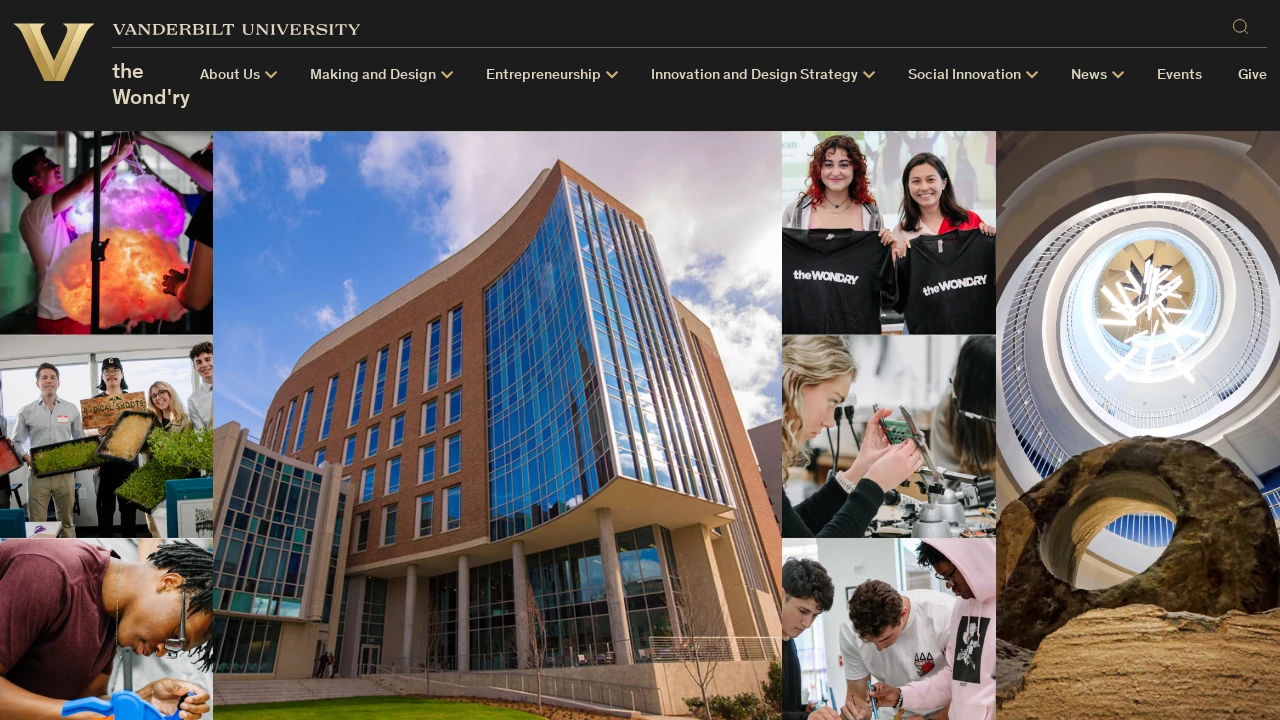 VANDERBILT UNIVERSITY
the
Wond'ry
About Us
Making and Design
Entrepreneurship
Innovation and Design Strategy
Social Innovation
News
Events
Give
theWONDRY
theWONDRY
RADICAL SHOOTS